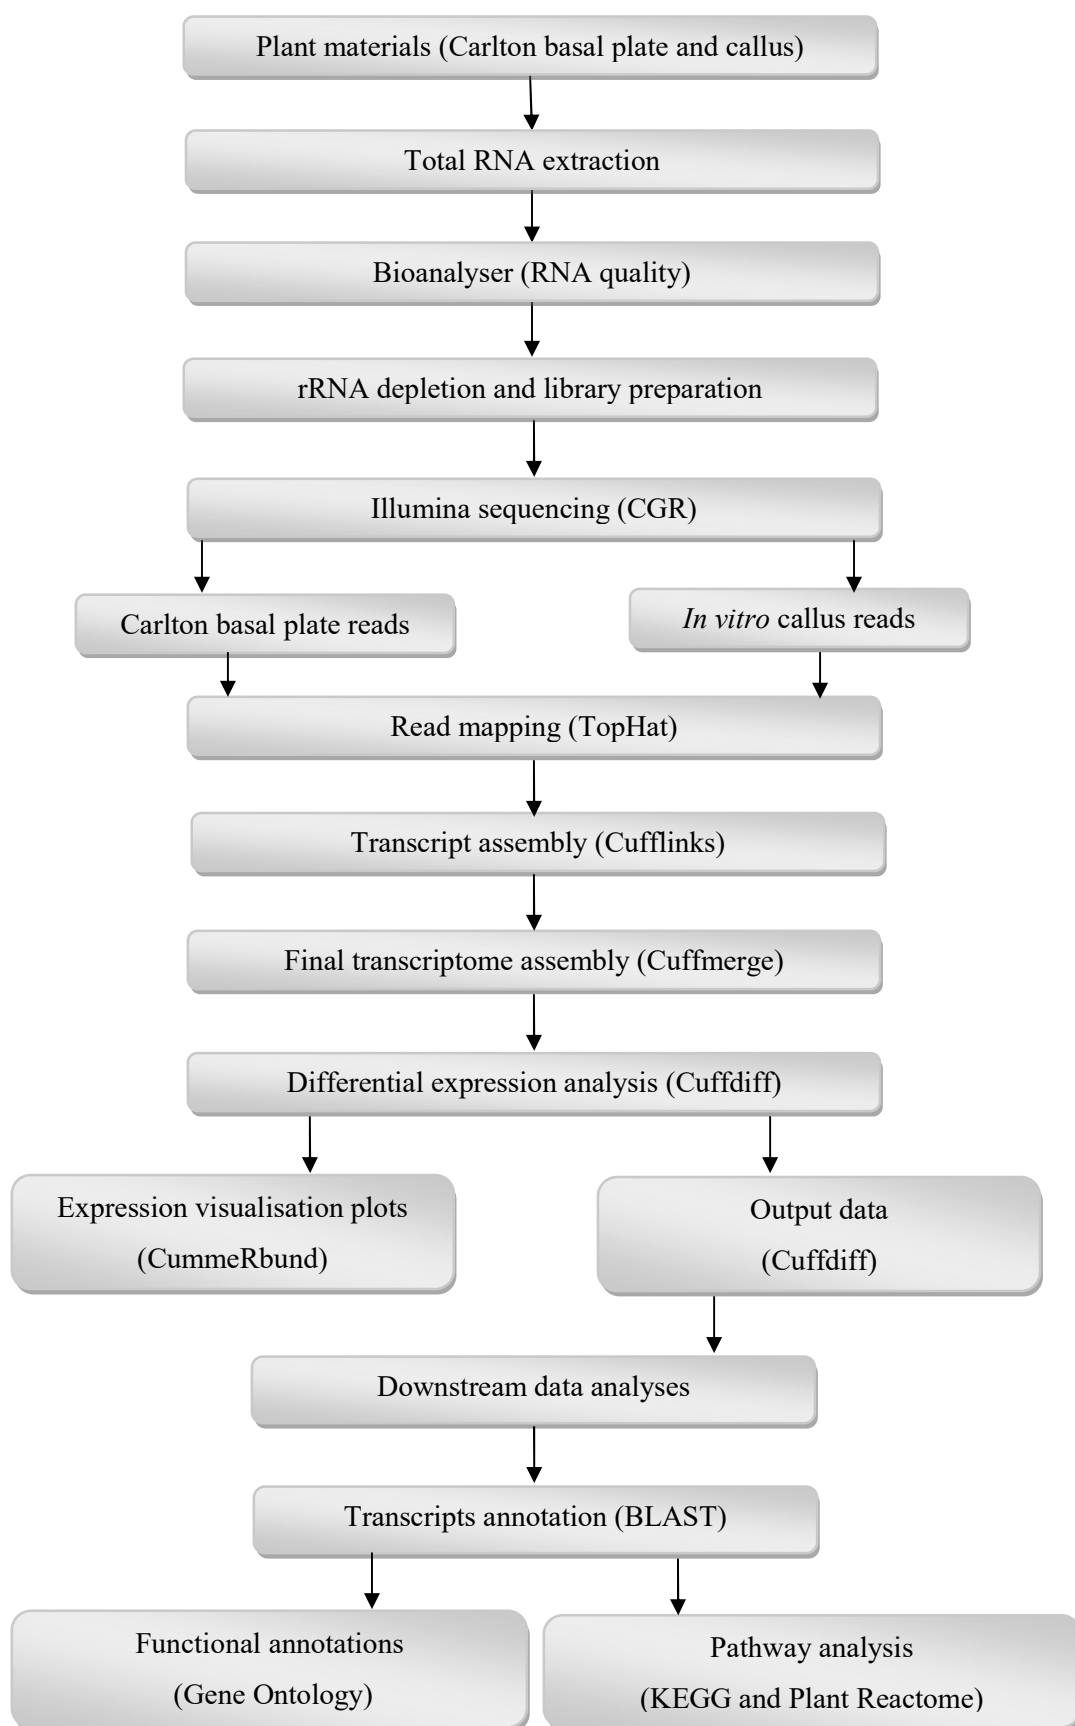 Plant materials (Carlton basal plate and callus)
Total RNA extraction
Bioanalyser (RNA quality)
rRNA depletion and library preparation
Illumina sequencing (CGR)
Carlton basal plate reads
In vitro callus reads
Read mapping (TopHat)
Transcript assembly (Cufflinks)
Final transcriptome assembly (Cuffmerge)
Differential expression analysis (Cuffdiff)
Expression visualisation plots
(CummeRbund)
Output data
(Cuffdiff)
Downstream data analyses
Transcripts annotation (BLAST)
Functional annotations
(Gene Ontology)
Pathway analysis
(KEGG and Plant Reactome)